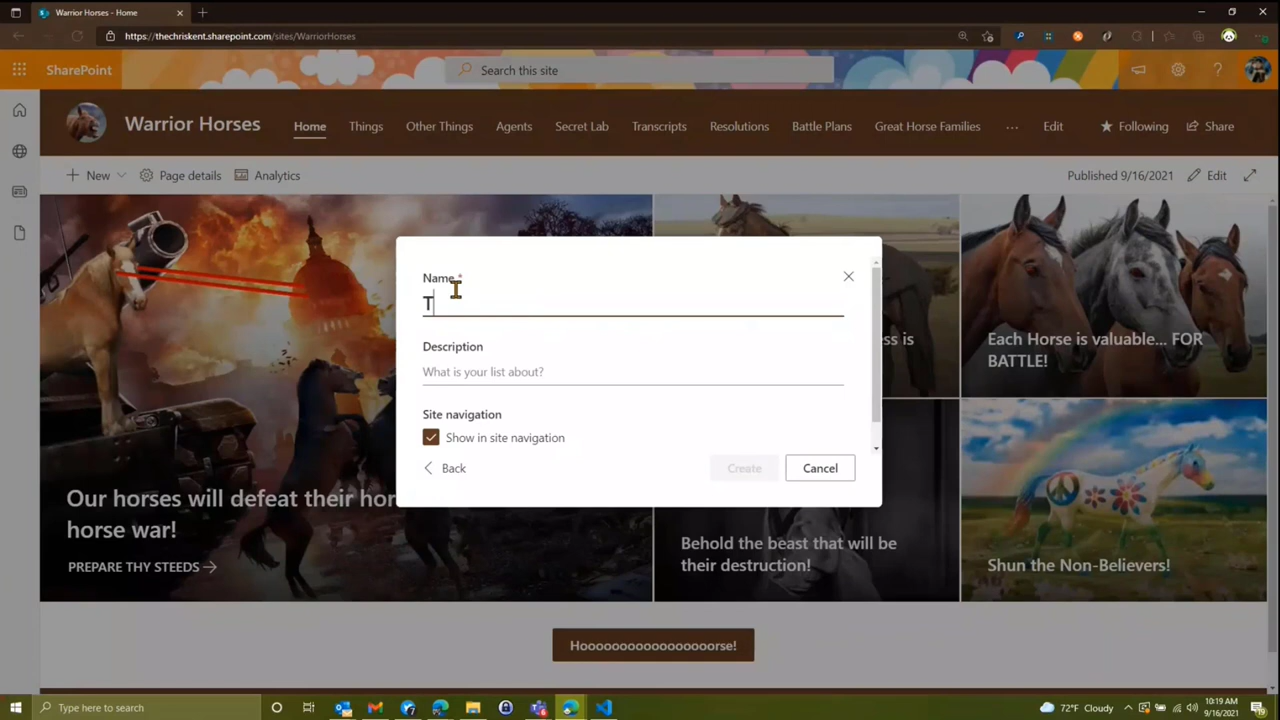 Warrior Horses - Home
https://thechriskent.sharepoint.com/sites/WarriorHorses
SharePoint
Search this site
Warrior Horses
Home
Things
Other Things
Agents
Secret Lab
Transcripts
Resolutions
Battle Plans
Great Horse Families
Edit
Following
Share
New
Page details
Analytics
Published 9/16/2021
Edit
Name *
T
Description
What is your list about?
Site navigation
Show in site navigation
Back
Create
Cancel
Our horses will defeat their hor
horse war!
PREPARE THY STEEDS
ess is
Each Horse is valuable... FOR
BATTLE!
Behold the beast that will be
their destruction!
Shun the Non-Believers!
Hooooooooooooooooorse!
Type here to search
72°F Cloudy
10:19 AM
9/16/2021